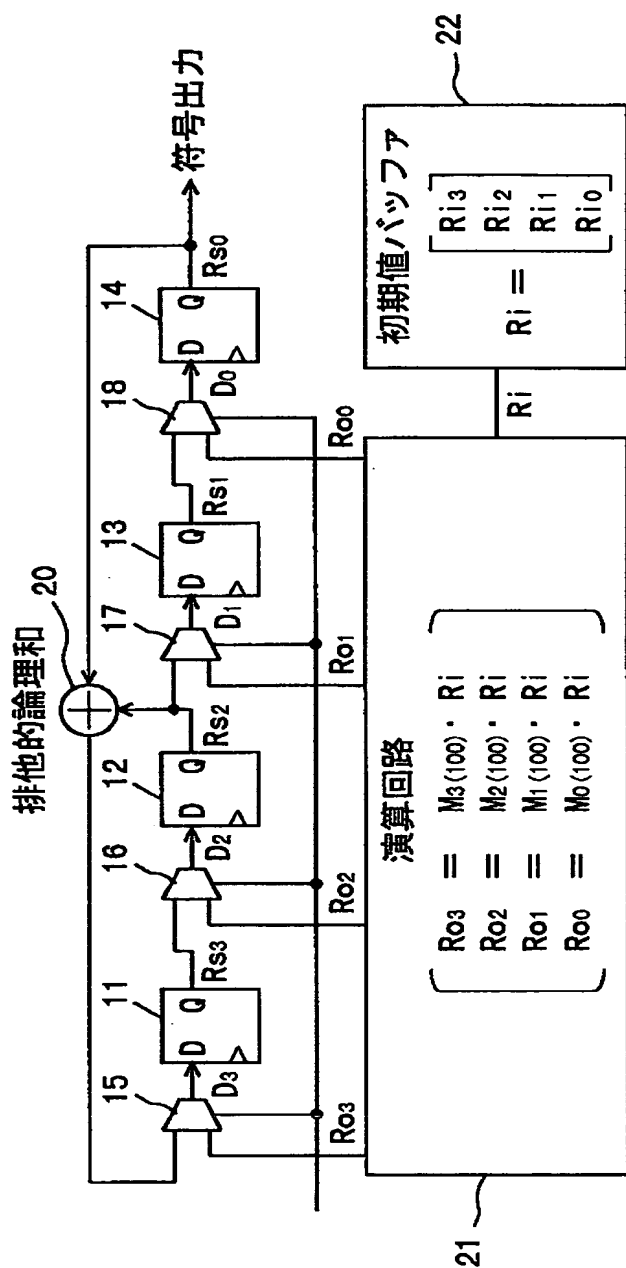 排他的論理和
20
符号出力
15
11
16
12
17
13
18
14
D Q
D Q
D Q
D Q
D3
Rs3
D2
Rs2
D1
Rs1
D0
Rs0
Ro3
Ro2
Ro1
Ro0
演算回路
Ro3 = M3(100)・Ri
Ro2 = M2(100)・Ri
Ro1 = M1(100)・Ri
Ro0 = M0(100)・Ri
21
Ri
初期値バッファ
Ri =
Ri3
Ri2
Ri1
Ri0
22